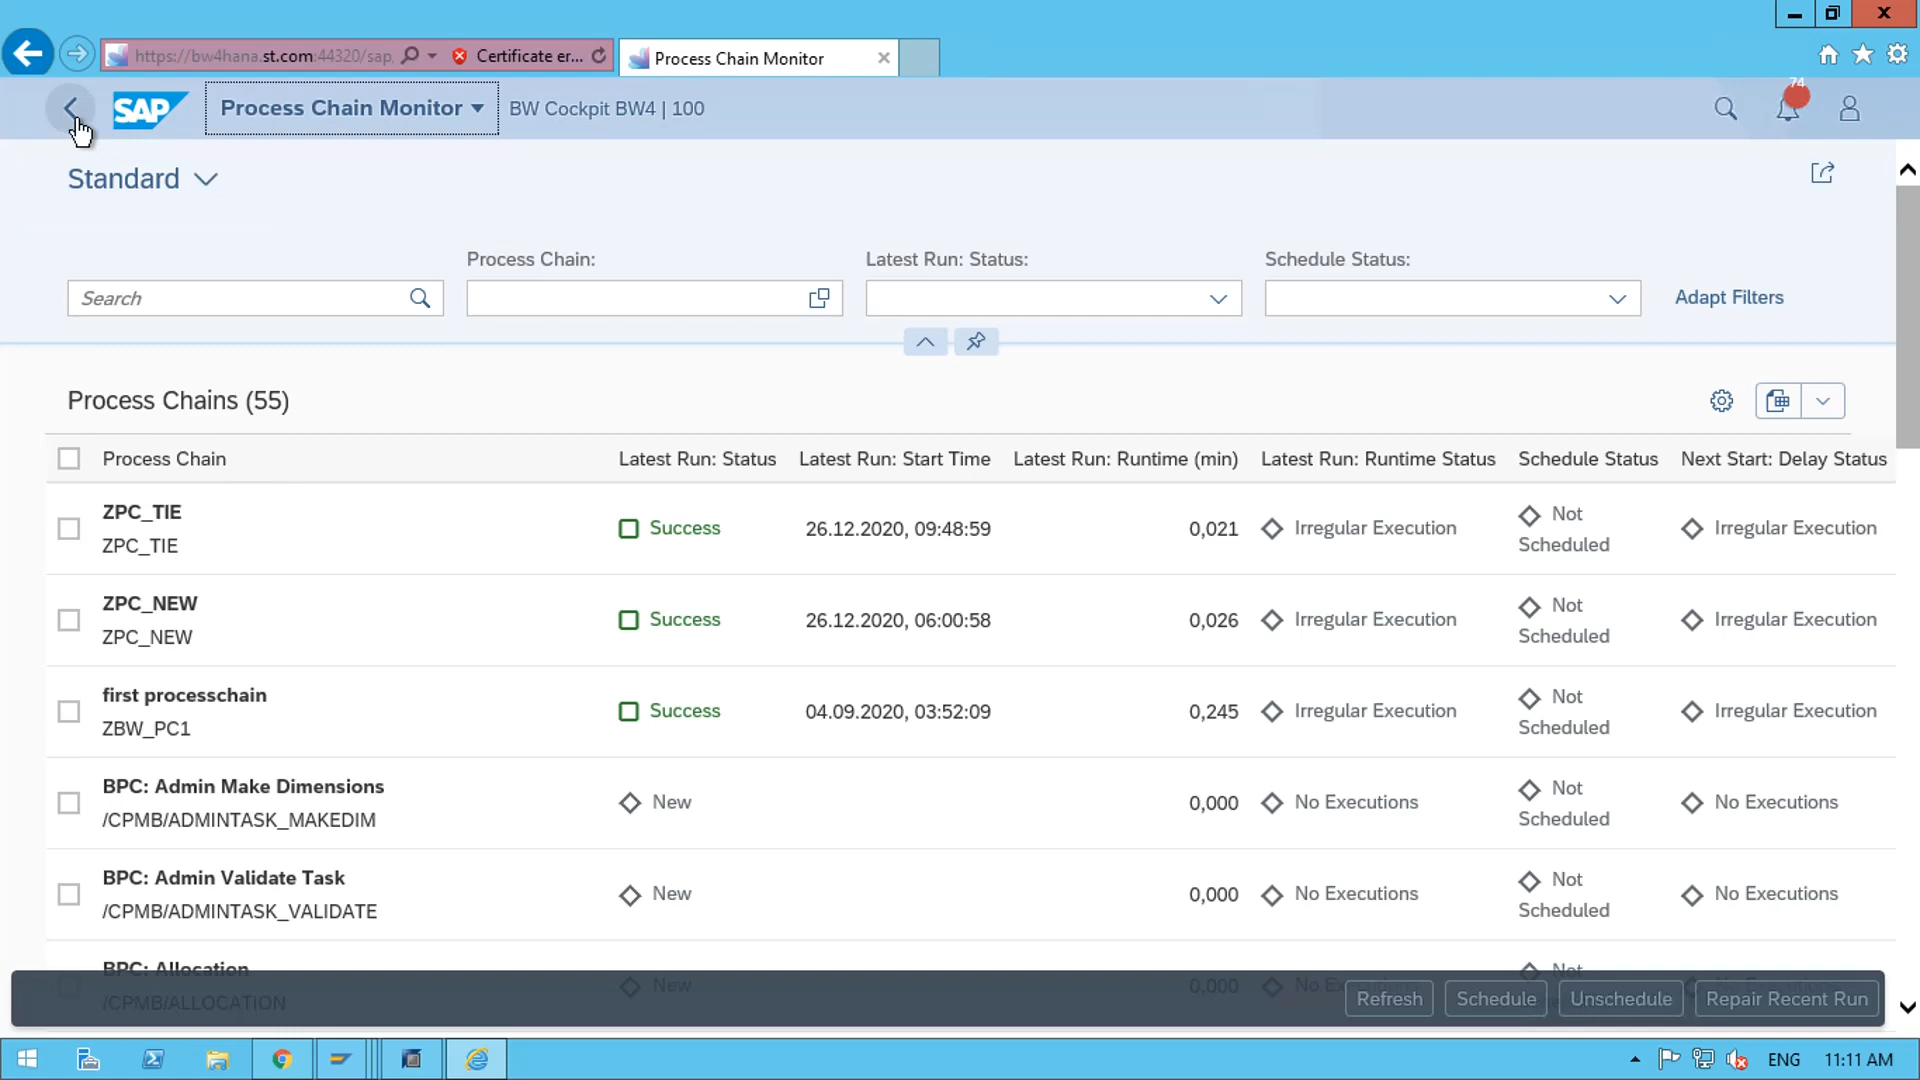 https://bw4hana.st.com:44320/sap, Certificate er... Process Chain Monitor
74
SAP Process Chain Monitor BW Cockpit BW4 | 100
Standard
Process Chain: Latest Run: Status: Schedule Status:
Search Adapt Filters
Process Chains (55)
Process Chain Latest Run: Status Latest Run: Start Time Latest Run: Runtime (min) Latest Run: Runtime Status Schedule Status Next Start: Delay Status
ZPC_TIE
ZPC_TIE
Success 26.12.2020, 09:48:59 0,021 Irregular Execution
Not
Scheduled
Irregular Execution
ZPC_NEW
ZPC_NEW
Success 26.12.2020, 06:00:58 0,026 Irregular Execution
Not
Scheduled
Irregular Execution
first processchain
ZBW_PC1
Success 04.09.2020, 03:52:09 0,245 Irregular Execution
Not
Scheduled
Irregular Execution
BPC: Admin Make Dimensions
/CPMB/ADMINTASK_MAKEDIM
New 0,000 No Executions
Not
Scheduled
No Executions
BPC: Admin Validate Task
/CPMB/ADMINTASK_VALIDATE
New 0,000 No Executions
Not
Scheduled
No Executions
BPC: Allocation
/CPMB/ALLOCATION
New 0,000
Not
Refresh Schedule Unschedule Repair Recent Run
ENG 11:11 AM